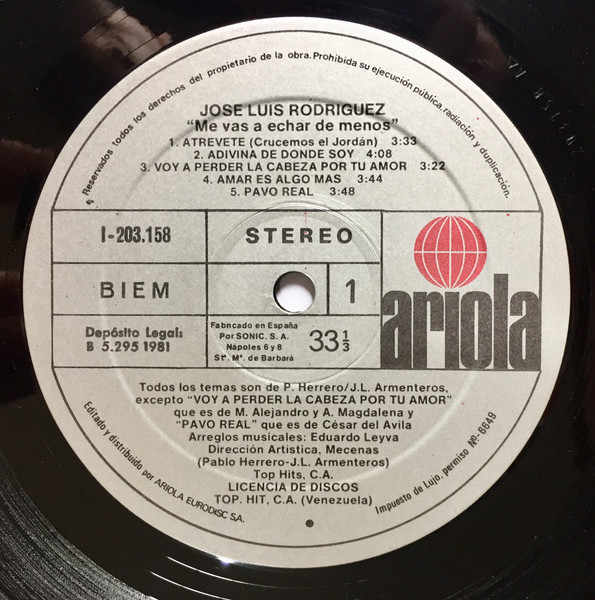 Reservados todos los derechos del propietario de la obra. Prohibida su ejecución pública, radiación y duplicación.
JOSE LUIS RODRIGUEZ
"Me vas a echar de menos"
1. ATREVETE (Crucemos el Jordán) 3:33
2. ADIVINA DE DONDE SOY 4:08
3. VOY A PERDER LA CABEZA POR TU AMOR 3:22
4. AMAR ES ALGO MAS 3:44
5. PAVO REAL 3:48
I-203.158
STEREO
BIEM
1
ariola
Depósito Legal:
B 5.295 1981
Fabricado en España
Por SONIC, S. A.
Nápoles 6 y 8
Stª. Mª. de Barbará
33 1/3
Todos los temas son de P. Herrero/J.L. Armenteros,
excepto "VOY A PERDER LA CABEZA POR TU AMOR"
que es de M. Alejandro y A. Magdalena y
"PAVO REAL" que es de César del Avila
Arreglos musicales: Eduardo Leyva
Dirección Artistica, Mecenas
(Pablo Herrero-J.L. Armenteros)
Top Hits, C.A.
LICENCIA DE DISCOS
TOP. HIT, C.A. (Venezuela)
Editado y distribuido por ARIOLA EURODISC S.A.
Impuesto de Lujo, permiso Nº-6649